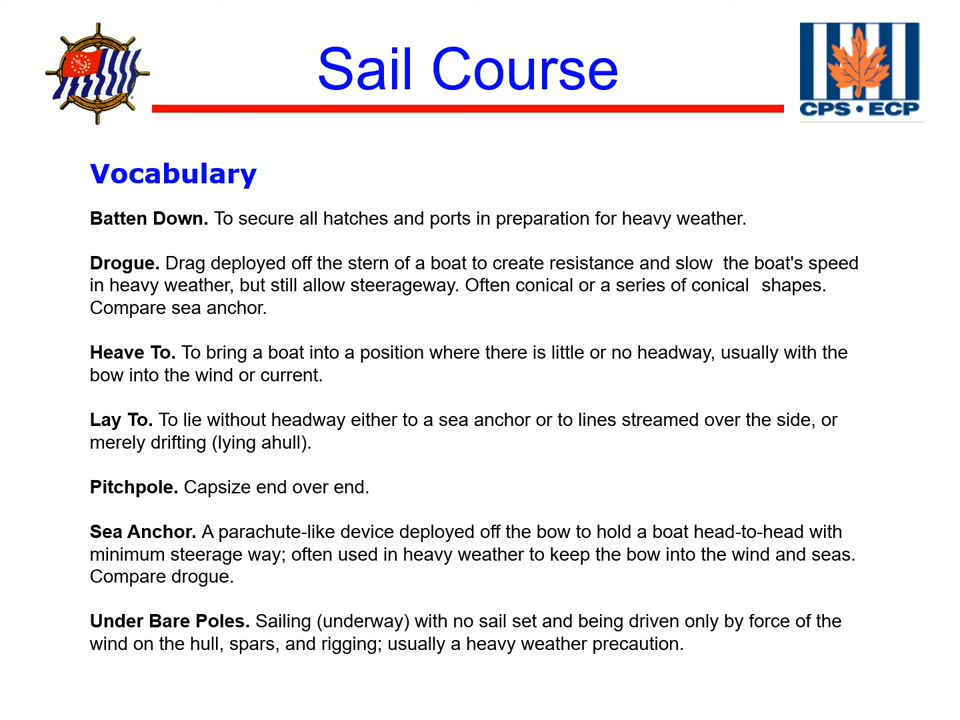 Sail Course
CPS • ECP
Vocabulary
Batten Down. To secure all hatches and ports in preparation for heavy weather.
Drogue. Drag deployed off the stern of a boat to create resistance and slow  the boat's speed
in heavy weather, but still allow steerageway. Often conical or a series of conical  shapes.
Compare sea anchor.
Heave To. To bring a boat into a position where there is little or no headway, usually with the
bow into the wind or current.
Lay To. To lie without headway either to a sea anchor or to lines streamed over the side, or
merely drifting (lying ahull).
Pitchpole. Capsize end over end.
Sea Anchor. A parachute-like device deployed off the bow to hold a boat head-to-head with
minimum steerage way; often used in heavy weather to keep the bow into the wind and seas.
Compare drogue.
Under Bare Poles. Sailing (underway) with no sail set and being driven only by force of the
wind on the hull, spars, and rigging; usually a heavy weather precaution.